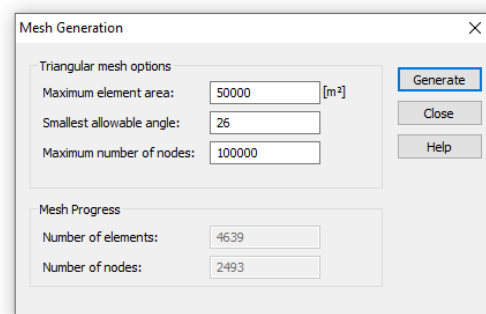 Mesh Generation
Triangular mesh options
Maximum element area: 50000 [m²]
Smallest allowable angle: 26
Maximum number of nodes: 100000
Generate
Close
Help
Mesh Progress
Number of elements: 4639
Number of nodes: 2493